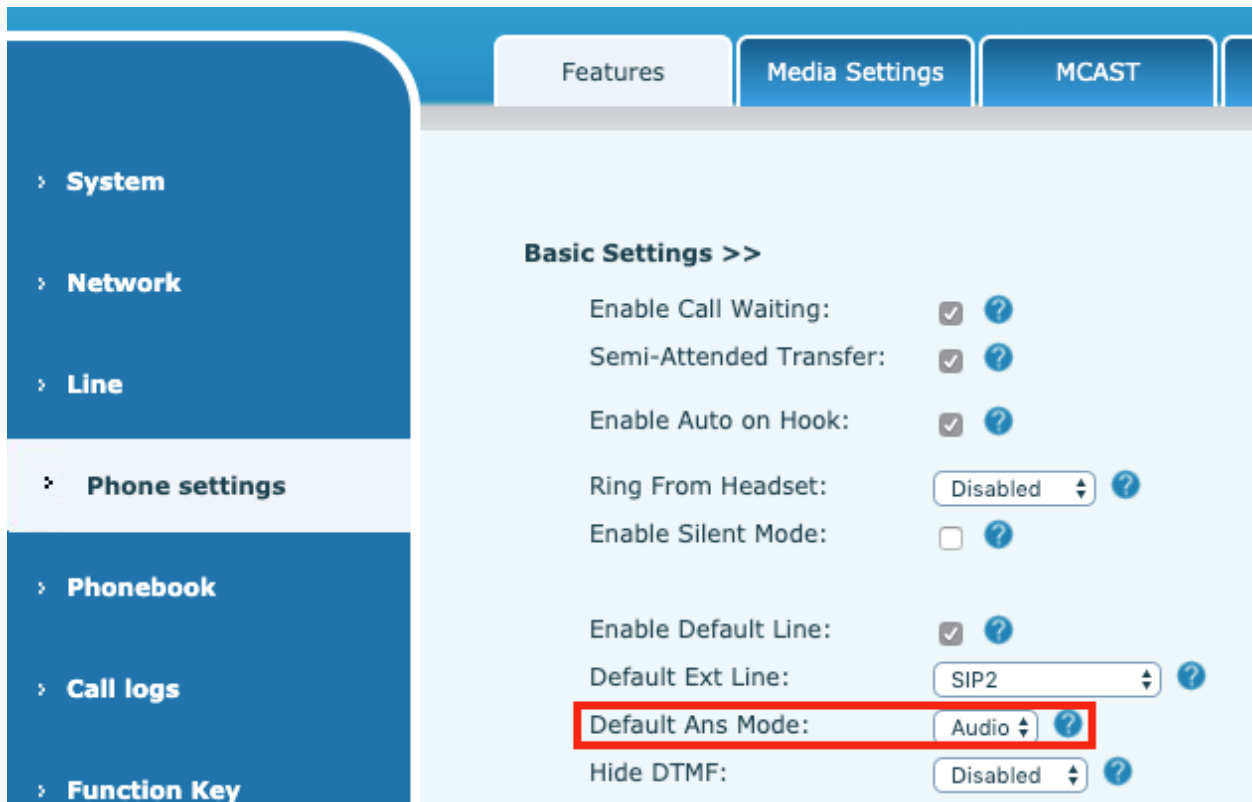 Features
Media Settings
MCAST
System
Network
Line
Phone settings
Phonebook
Call logs
Function Key
Basic Settings >>
Enable Call Waiting:
Semi-Attended Transfer:
Enable Auto on Hook:
Ring From Headset: Disabled
Enable Silent Mode:
Enable Default Line:
Default Ext Line: SIP2
Default Ans Mode: Audio
Hide DTMF: Disabled